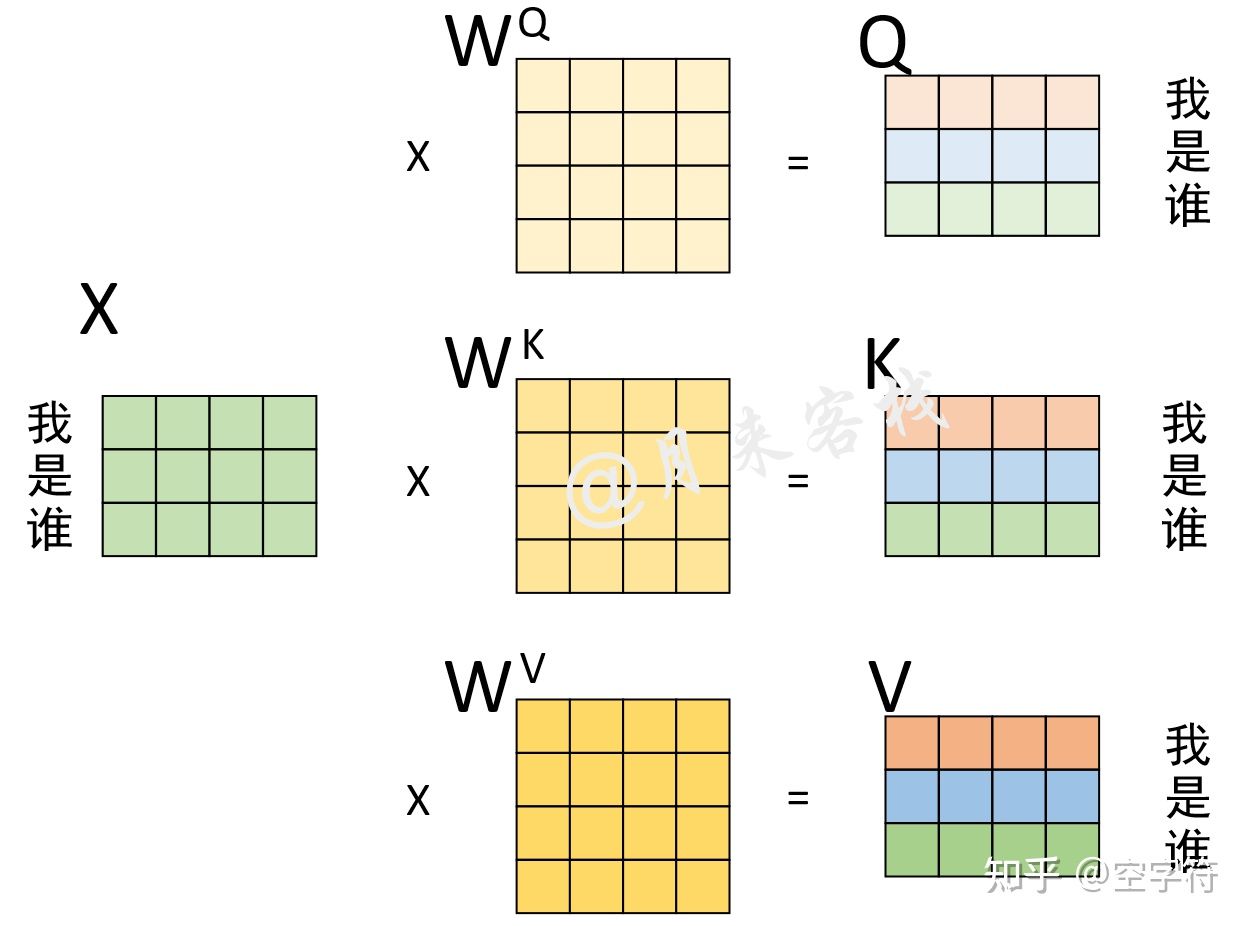 W Q
Q
x
=
我
是
谁
X
我
是
谁
W K
K
x
=
我
是
谁
@月来客栈
W V
V
x
=
我
是
谁
知乎 @空字符